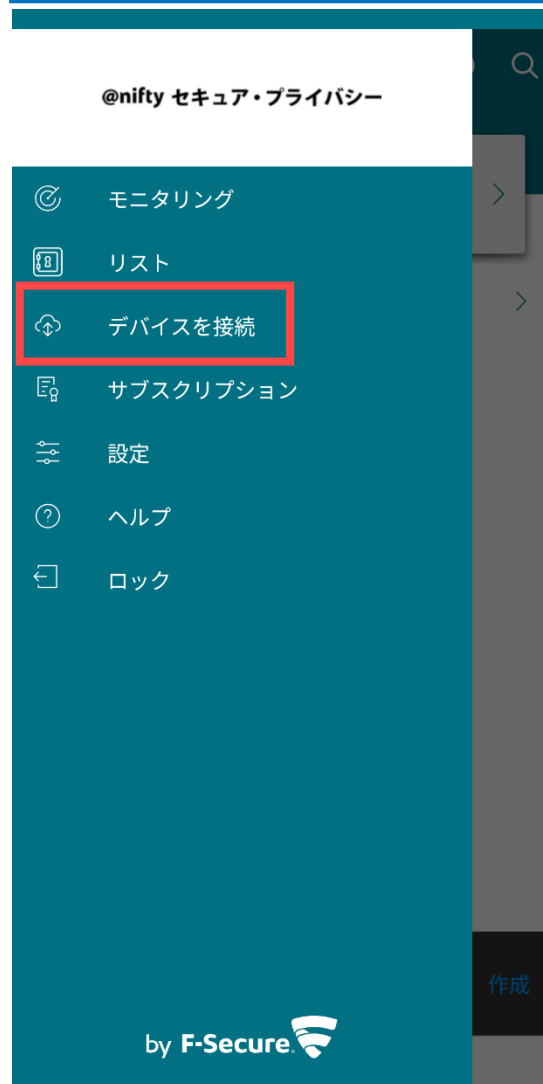 @nifty セキュア・プライバシー
モニタリング
リスト
デバイスを接続
サブスクリプション
設定
ヘルプ
ロック
作成
by F-Secure.